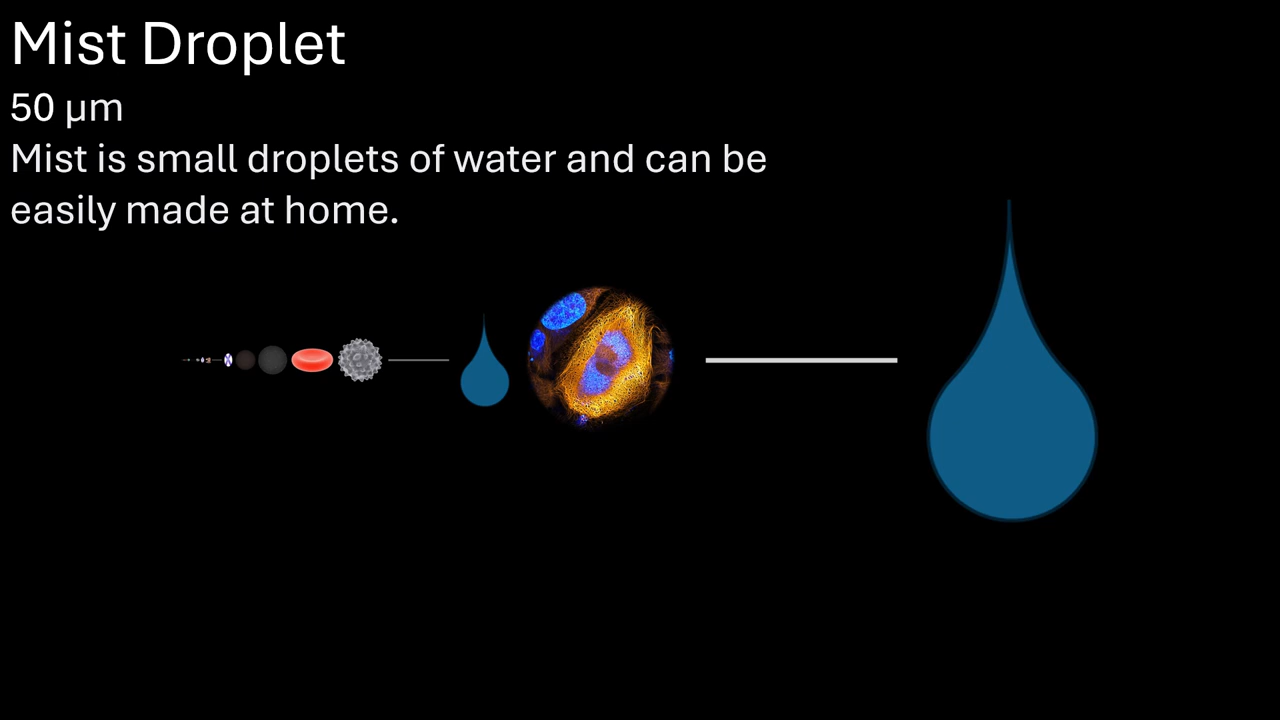 Mist Droplet
50 μm
Mist is small droplets of water and can be
easily made at home.